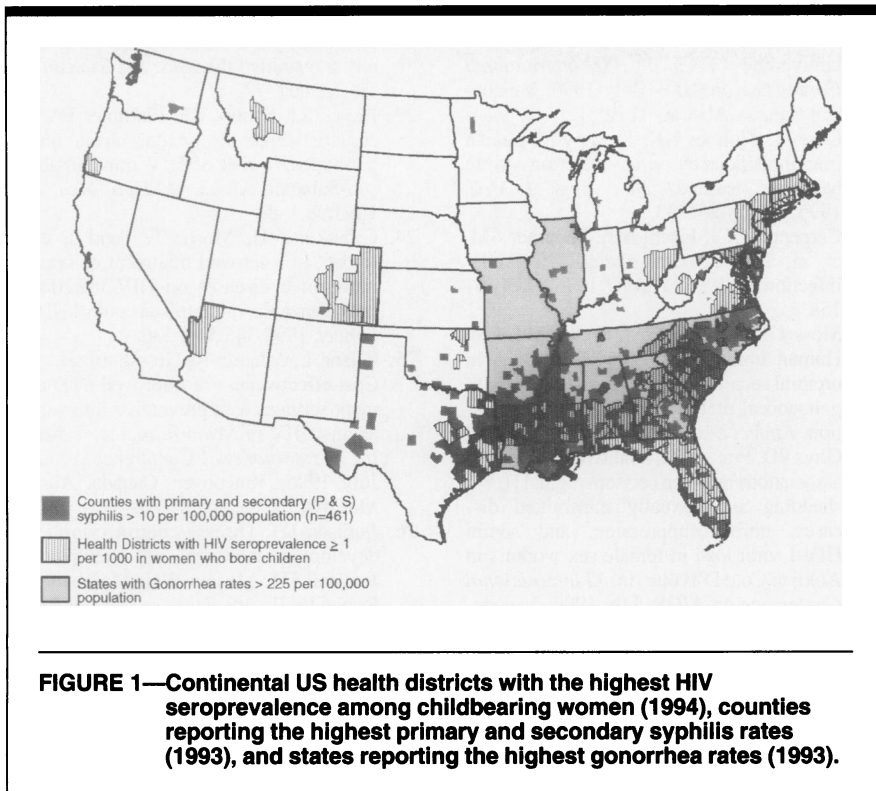 Counties with primary and secondary (P & S)
syphilis > 10 per 100,000 population (n=461)
Health Districts with HIV seroprevalence ≥ 1
per 1000 in women who bore children
States with Gonorrhea rates > 225 per 100,000
population
FIGURE 1—Continental US health districts with the highest HIV
seroprevalence among childbearing women (1994), counties
reporting the highest primary and secondary syphilis rates
(1993), and states reporting the highest gonorrhea rates (1993).